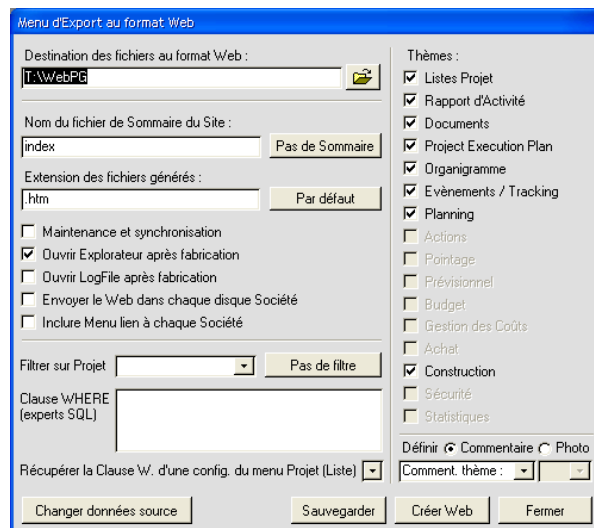 Menu d'Export au format Web
Destination des fichiers au format Web :
T:\WebPG
Nom du fichier de Sommaire du Site :
index
Pas de Sommaire
Extension des fichiers générés :
.htm
Par défaut
Maintenance et synchronisation
Ouvrir Explorateur après fabrication
Ouvrir LogFile après fabrication
Envoyer le Web dans chaque disque Société
Inclure Menu lien à chaque Société
Filtrer sur Projet
Pas de filtre
Clause WHERE
(experts SQL)
Récupérer la Clause W. d'une config. du menu Projet (Liste)
Thèmes :
Listes Projet
Rapport d'Activité
Documents
Project Execution Plan
Organigramme
Evènements / Tracking
Planning
Actions
Pointage
Prévisionnel
Budget
Gestion des Coûts
Achat
Construction
Sécurité
Statistiques
Définir Commentaire Photo
Comment. thème :
Changer données source
Sauvegarder
Créer Web
Fermer